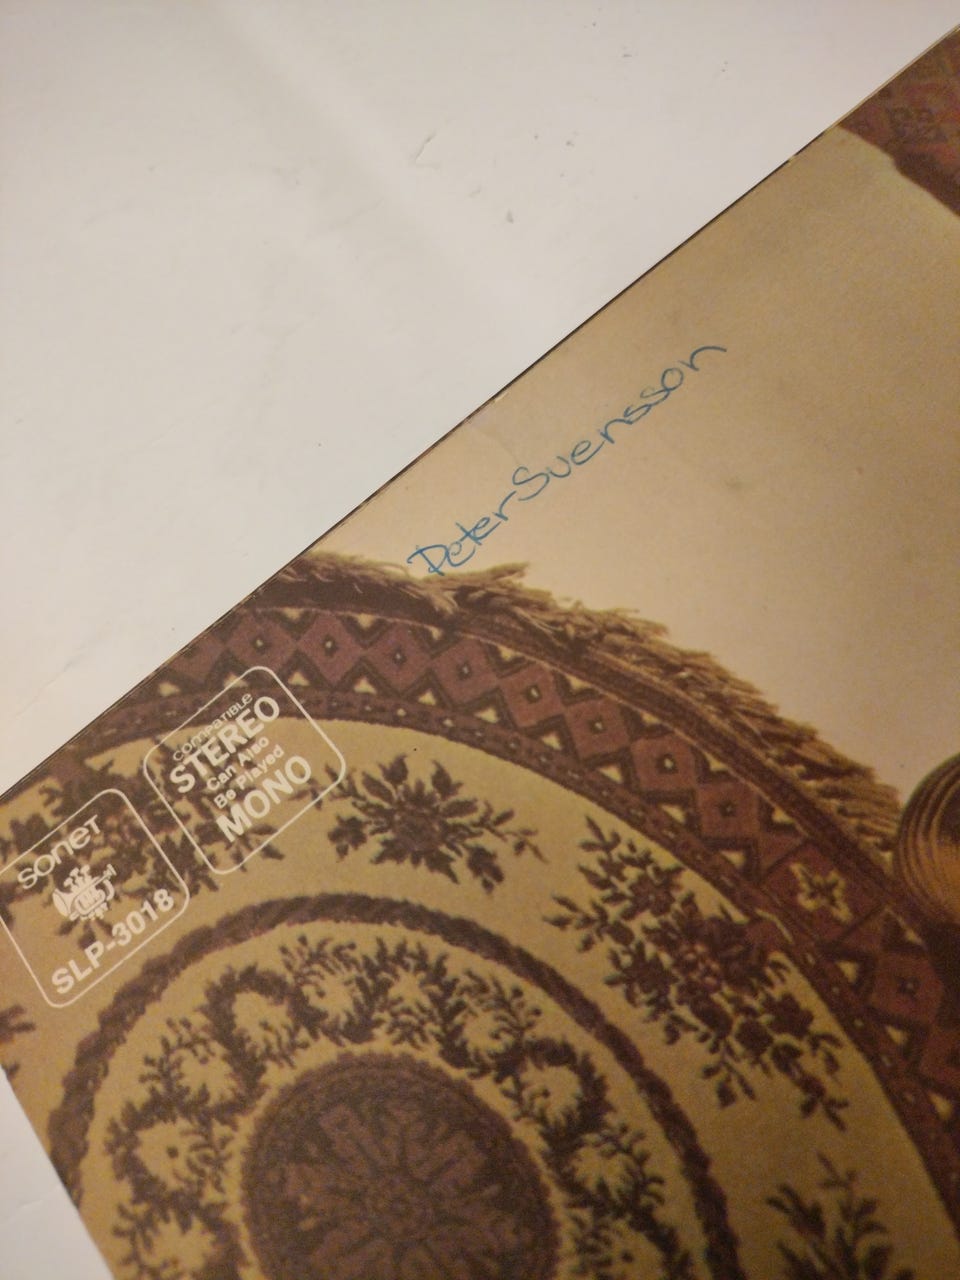 Peter Svensson
compatible
STEREO
Can Also
Be Played
MONO
sonet
SLP-3018